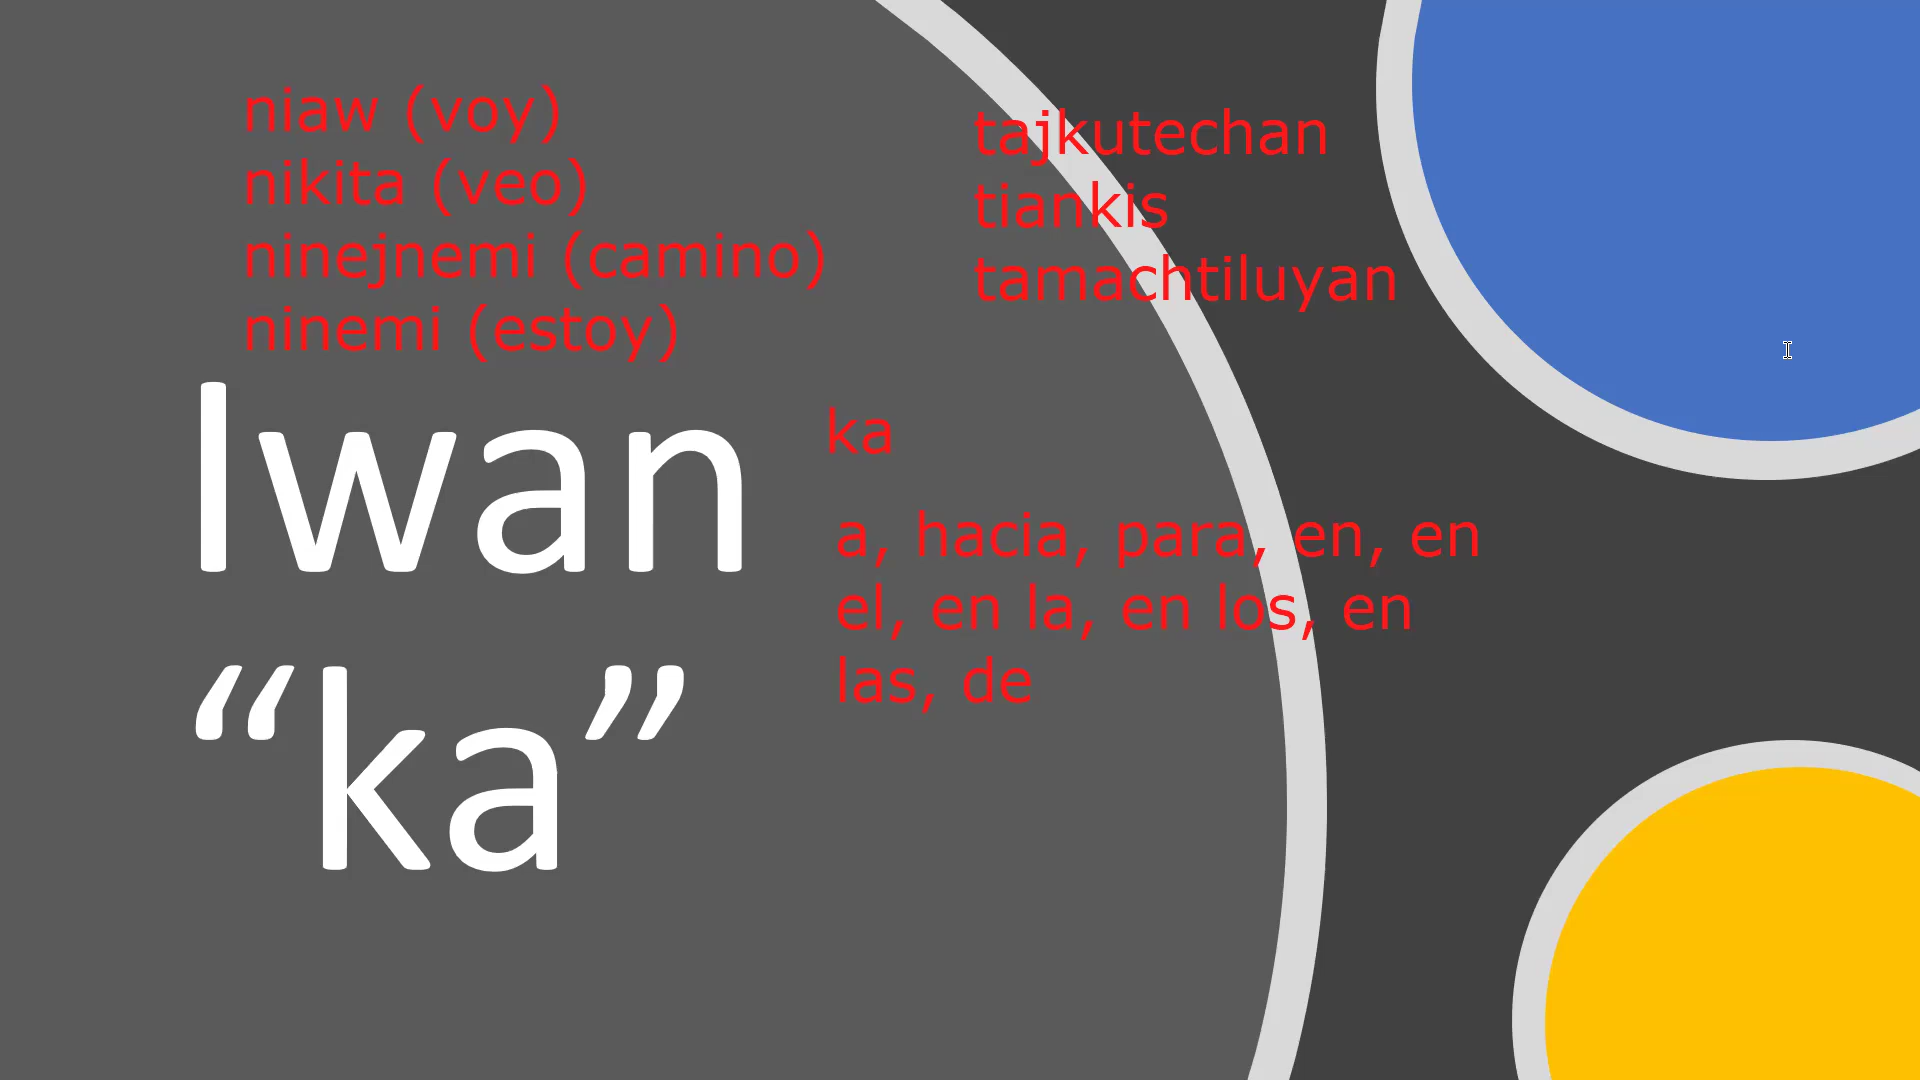 niaw (voy)
nikita (veo)
ninejnemi (camino)
ninemi (estoy)
tajkutechan
tiankis
tamachtiluyan
Iwan
“ka”
ka
a, hacia, para, en, en
el, en la, en los, en
las, de